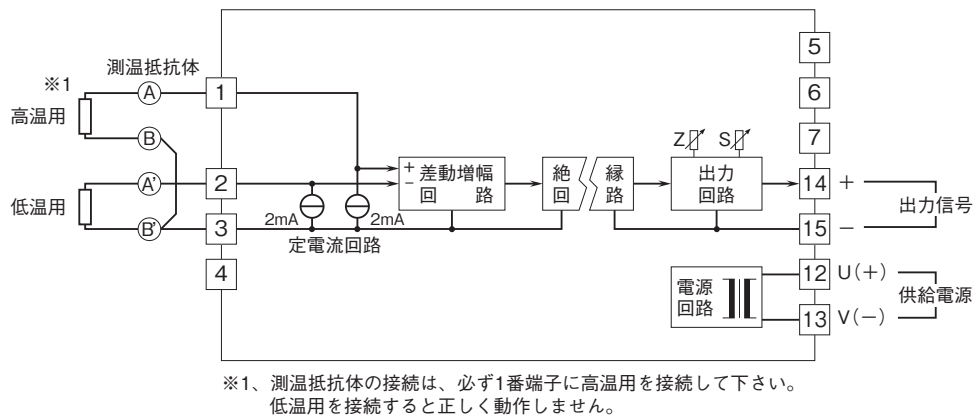 ※1
測温抵抗体
高温用
A
B
低温用
A'
B'
1
2
3
4
2mA
2mA
定電流回路
+
−
差動増幅
回 路
絶 縁
回 路
Z
S
出力
回路
5
6
7
14 +
出力信号
15 −
電源
回路
12 U(+)
供給電源
13 V(−)
※1、測温抵抗体の接続は、必ず1番端子に高温用を接続して下さい。
低温用を接続すると正しく動作しません。